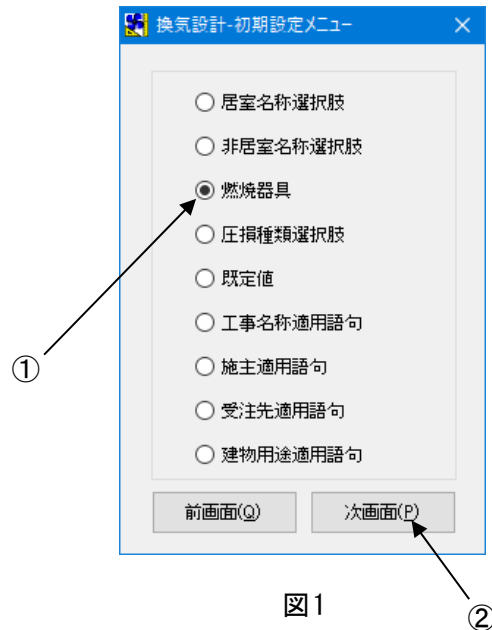 換気設計-初期設定メニュー
居室名称選択肢
非居室名称選択肢
燃焼器具
圧損種類選択肢
既定値
工事名称適用語句
施主適用語句
受注先適用語句
建物用途適用語句
前画面(Q) 次画面(P)
①
②
図1